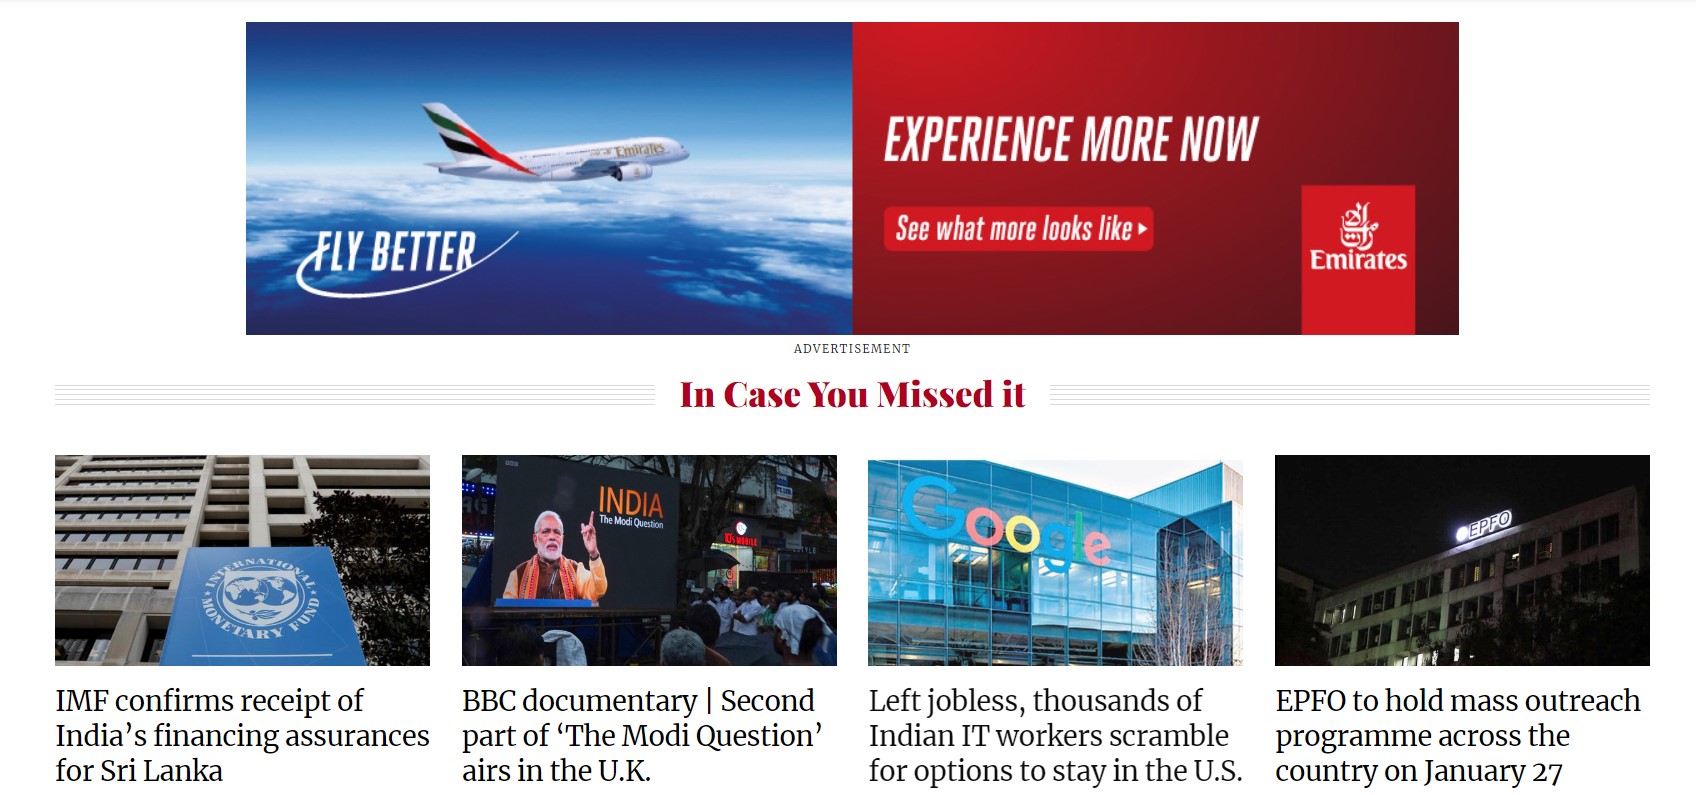 Emirates
EXPERIENCE MORE NOW
See what more looks like
FLY BETTER
Emirates
ADVERTISEMENT
In Case You Missed it
INTERNATIONAL
MONETARY FUND
INDIA
The Modi Question
Google
EPFO
IMF confirms receipt of
India’s financing assurances
for Sri Lanka
BBC documentary | Second
part of ‘The Modi Question’
airs in the U.K.
Left jobless, thousands of
Indian IT workers scramble
for options to stay in the U.S.
EPFO to hold mass outreach
programme across the
country on January 27